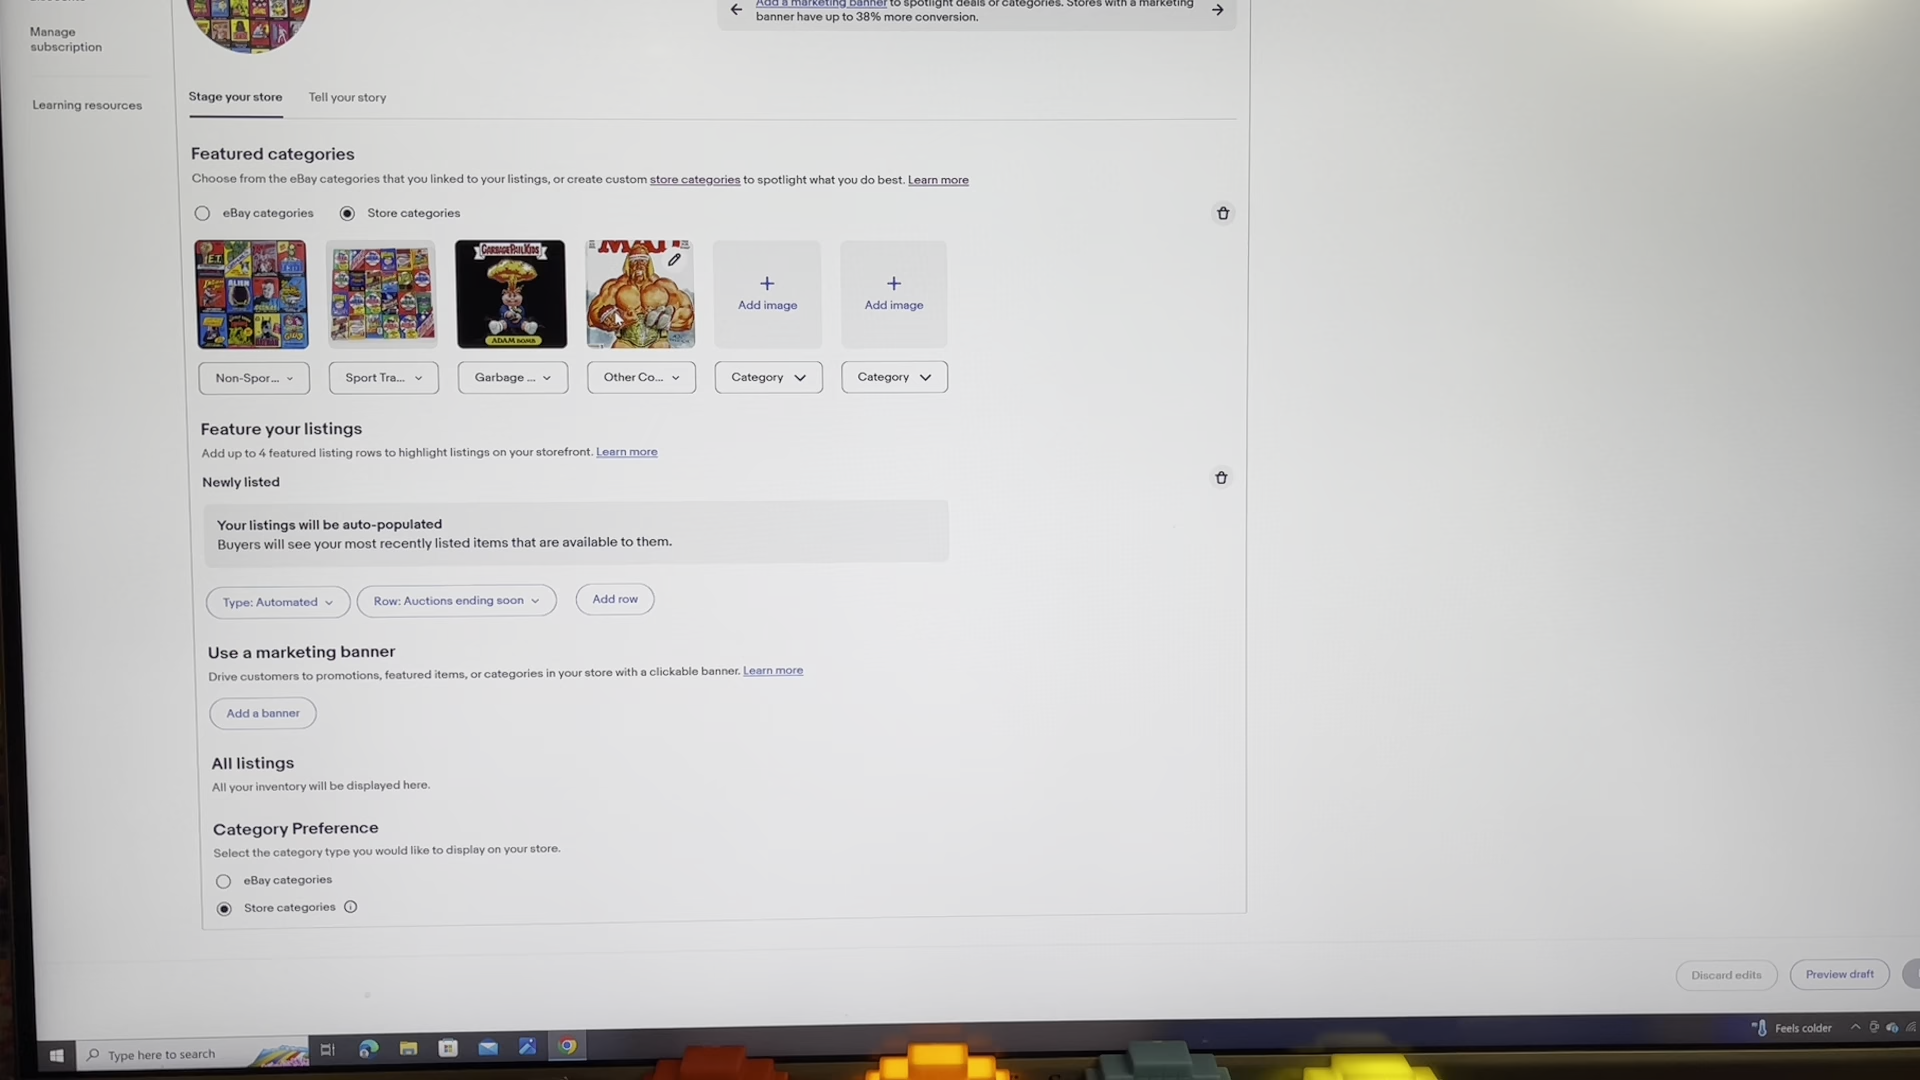 Manage
subscription
Learning resources
Add a marketing banner to spotlight deals or categories. Stores with a marketing
banner have up to 38% more conversion.
Stage your store
Tell your story
Featured categories
Choose from the eBay categories that you linked to your listings, or create custom store categories to spotlight what you do best. Learn more
eBay categories
Store categories
E.T.
ALIEN
GARBAGE PAIL KIDS
ADAM BOMB
MAD
Add image
Add image
Non-Spor...
Sport Tra...
Garbage ...
Other Co...
Category
Category
Feature your listings
Add up to 4 featured listing rows to highlight listings on your storefront. Learn more
Newly listed
Your listings will be auto-populated
Buyers will see your most recently listed items that are available to them.
Type: Automated
Row: Auctions ending soon
Add row
Use a marketing banner
Drive customers to promotions, featured items, or categories in your store with a clickable banner. Learn more
Add a banner
All listings
All your inventory will be displayed here.
Category Preference
Select the category type you would like to display on your store.
eBay categories
Store categories
Discard edits
Preview draft
Type here to search
Feels colder